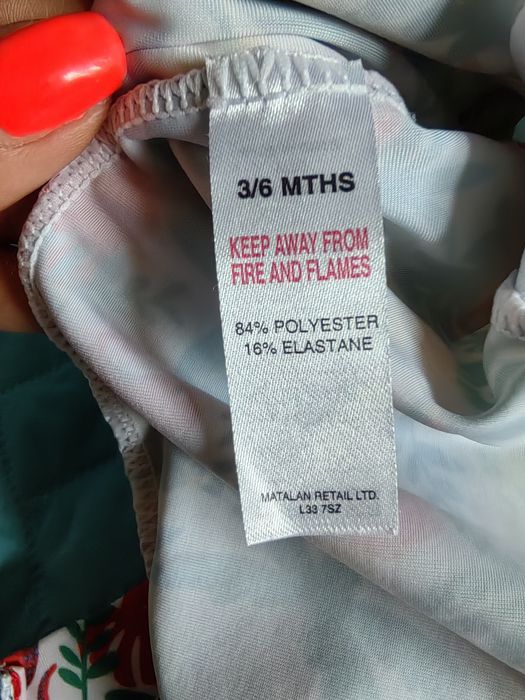 3/6 MTHS
KEEP AWAY FROM
FIRE AND FLAMES
84% POLYESTER
16% ELASTANE
MATALAN RETAIL LTD.
L33 7SZ